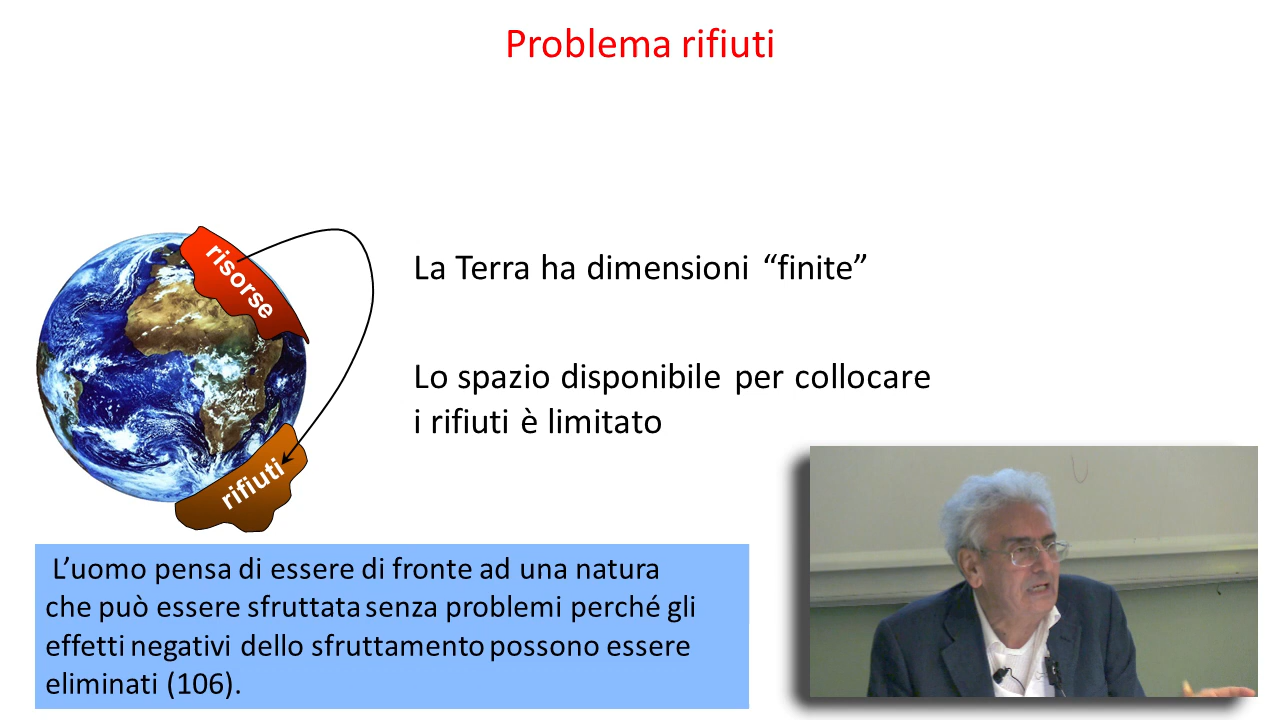 Problema rifiuti
risorse
La Terra ha dimensioni “finite”
Lo spazio disponibile per collocare
i rifiuti è limitato
rifiuti
L’uomo pensa di essere di fronte ad una natura
che può essere sfruttata senza problemi perché gli
effetti negativi dello sfruttamento possono essere
eliminati (106).